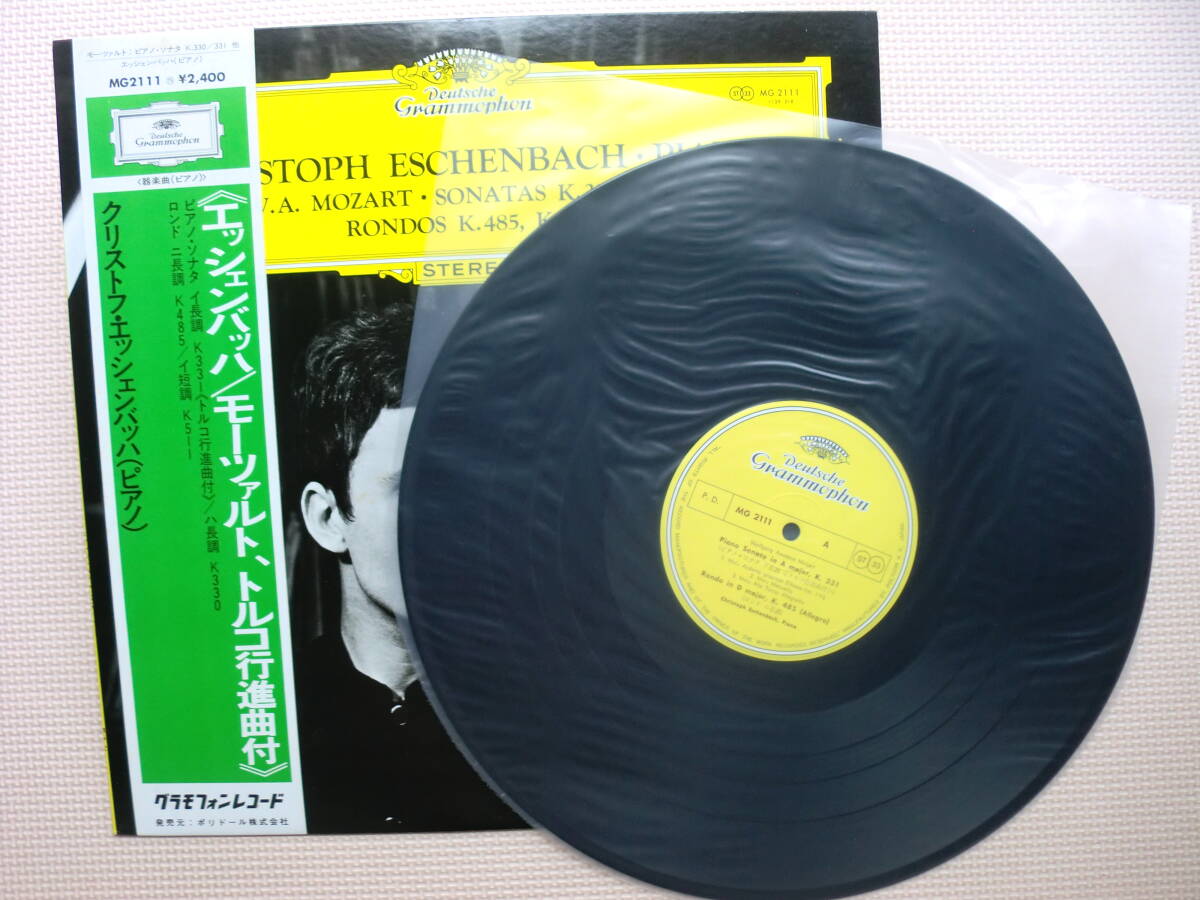 モーツァルト:ピアノ・ソナタ K.330/331 他
エッシェンバッハ(ピアノ)
MG2111 Ⓢ ¥2,400
Deutsche
Grammophon
〈器楽曲(ピアノ)〉
《エッシェンバッハ/モーツァルト、トルコ行進曲付》
ピアノ・ソナタ イ長調 K331《トルコ行進曲付》/ハ長調 K330
ロンド ニ長調 K485/イ短調 K511
クリストフ・エッシェンバッハ(ピアノ)
グラモフォンレコード
発売元:ポリドール株式会社
Deutsche
Grammophon
ST 33 MG 2111
STOPH ESCHENBACH ·
W.A. MOZART · SONATAS K.
RONDOS K.485, K
STERE
Deutsche
Grammophon
P.D. MG 2111 A ST 33
Wolfgang Amadeus Mozart
Piano Sonata in A major, K. 331
Rondo in D major, K. 485 (Allegro)
Christoph Eschenbach, Piano